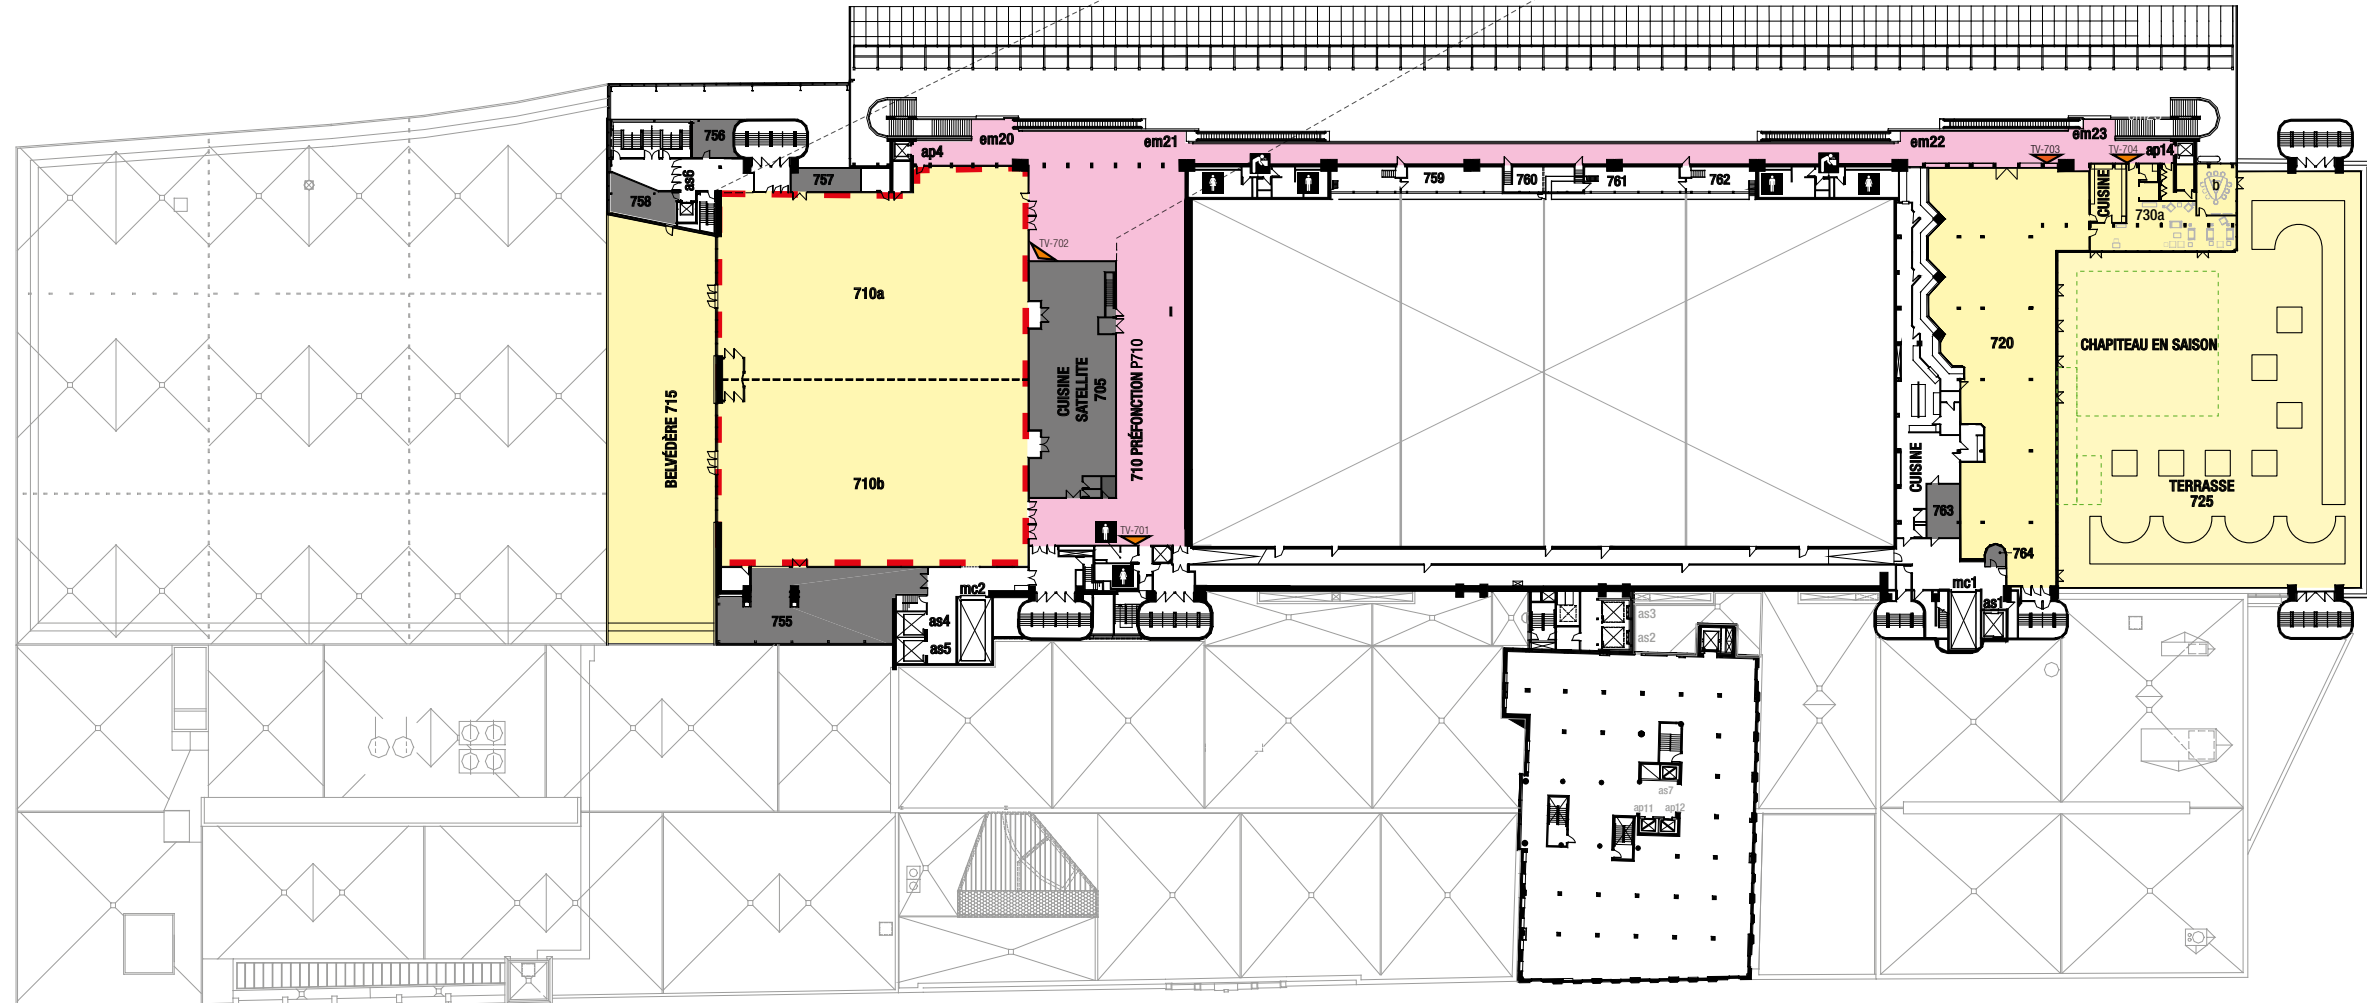 756
em20
em21
em22
em23
ap4
TV-703
TV-704
ap14
as6
757
758
759
760
761
762
CUISINE
b
730a
TV-702
710a
720
CHAPITEAU EN SAISON
CUISINE
SATELLITE
705
710 PRÉFONCTION P710
BELVÉDÈRE 715
710b
CUISINE
TERRASSE
725
763
TV-701
764
mc2
mc1
as1
755
as4
as5
as3
as2
as7
ap11
ap12